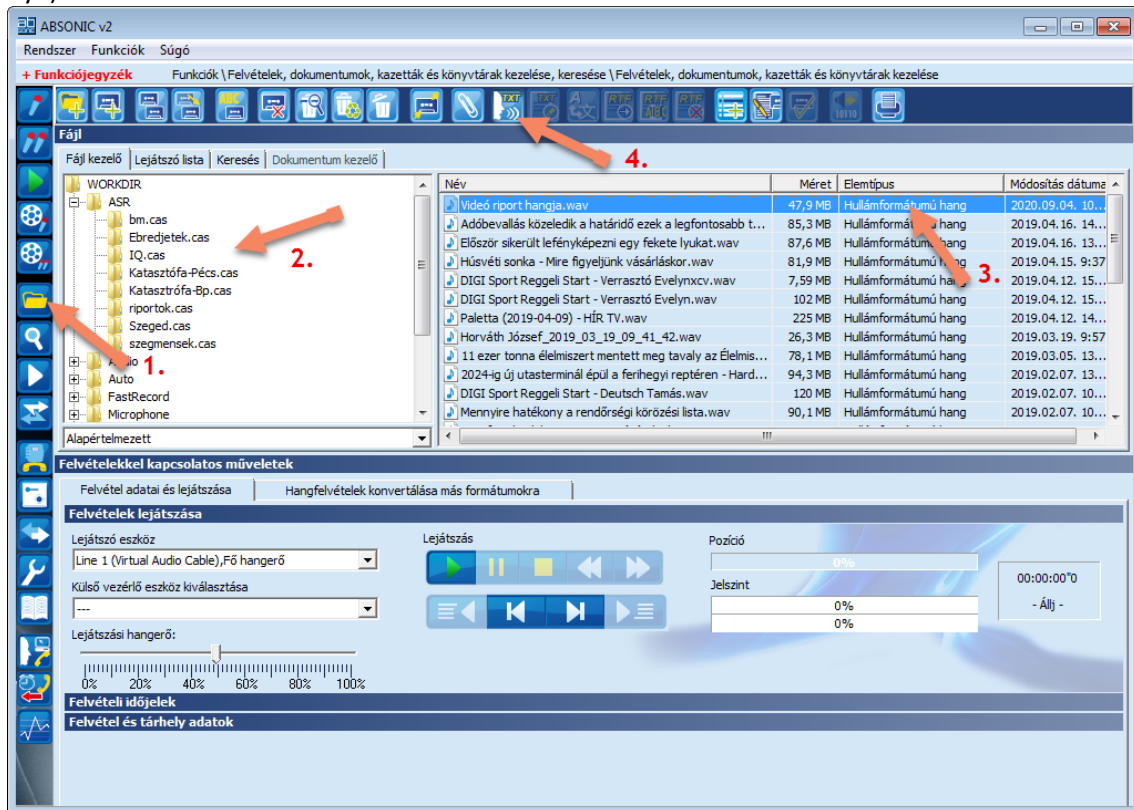 ABSONIC v2
Rendszer Funkciók Súgó
+ Funkciójegyzék Funkciók \ Felvételek, dokumentumok, kazetták és könyvtárak kezelése, keresése \ Felvételek, dokumentumok, kazetták és könyvtárak kezelése
ABC TXT TXT RTF RTF ABC RTF 10110
Fájl
4.
Fájl kezelő Lejátszó lista Keresés Dokumentum kezelő
WORKDIR
ASR
bm.cas
Ebredjetek.cas
IQ.cas
Katasztófa-Pécs.cas
Katasztrófa-Bp.cas
riportok.cas
Szeged.cas
szegmensek.cas
Auto
FastRecord
Microphone
2.
1.
Alapértelmezett
Név Méret Elemtípus Módosítás dátuma
Videó riport hangja.wav 47,9 MB Hullámformátumú hang 2020.09.04. 10...
Adóbevallás közeledik a határidő ezek a legfontosabb t... 85,3 MB Hullámformátumú hang 2019.04.16. 14...
Először sikerült lefényképezni egy fekete lyukat.wav 87,6 MB Hullámformátumú hang 2019.04.16. 13...
Húsvéti sonka - Mire figyeljünk vásárláskor.wav 81,9 MB Hullámformátumú hang 2019.04.15. 9:37
DIGI Sport Reggeli Start - Verrasztó Evelynxcv.wav 7,59 MB Hullámformátumú hang 2019.04.12. 15...
DIGI Sport Reggeli Start - Verrasztó Evelyn.wav 102 MB Hullámformátumú hang 2019.04.12. 15...
Paletta (2019-04-09) - HÍR TV.wav 225 MB Hullámformátumú hang 2019.04.12. 14...
Horváth József_2019_03_19_09_41_42.wav 26,3 MB Hullámformátumú hang 2019.03.19. 9:57
11 ezer tonna élelmiszert mentett meg tavaly az Élelmis... 78,1 MB Hullámformátumú hang 2019.03.05. 13...
2024-ig új utasterminál épül a ferihegyi reptéren - Hard... 94,3 MB Hullámformátumú hang 2019.02.07. 13...
DIGI Sport Reggeli Start - Deutsch Tamás.wav 120 MB Hullámformátumú hang 2019.02.07. 10...
Mennyire hatékony a rendőrségi körözési lista.wav 90,1 MB Hullámformátumú hang 2019.02.07. 10...
3.
Felvételekkel kapcsolatos műveletek
Felvétel adatai és lejátszása Hangfelvételek konvertálása más formátumokra
Felvételek lejátszása
Lejátszó eszköz
Line 1 (Virtual Audio Cable),Fő hangerő
Külső vezérlő eszköz kiválasztása
---
Lejátszási hangerő:
0% 20% 40% 60% 80% 100%
Lejátszás
Pozíció
0%
Jelszint
0%
0%
00:00:00"0
- Állj -
Felvételi időjelek
Felvétel és tárhely adatok